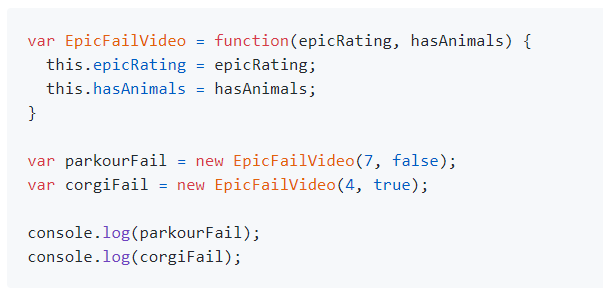 var EpicFailVideo = function(epicRating, hasAnimals) {
  this.epicRating = epicRating;
  this.hasAnimals = hasAnimals;
}

var parkourFail = new EpicFailVideo(7, false);
var corgiFail = new EpicFailVideo(4, true);

console.log(parkourFail);
console.log(corgiFail);